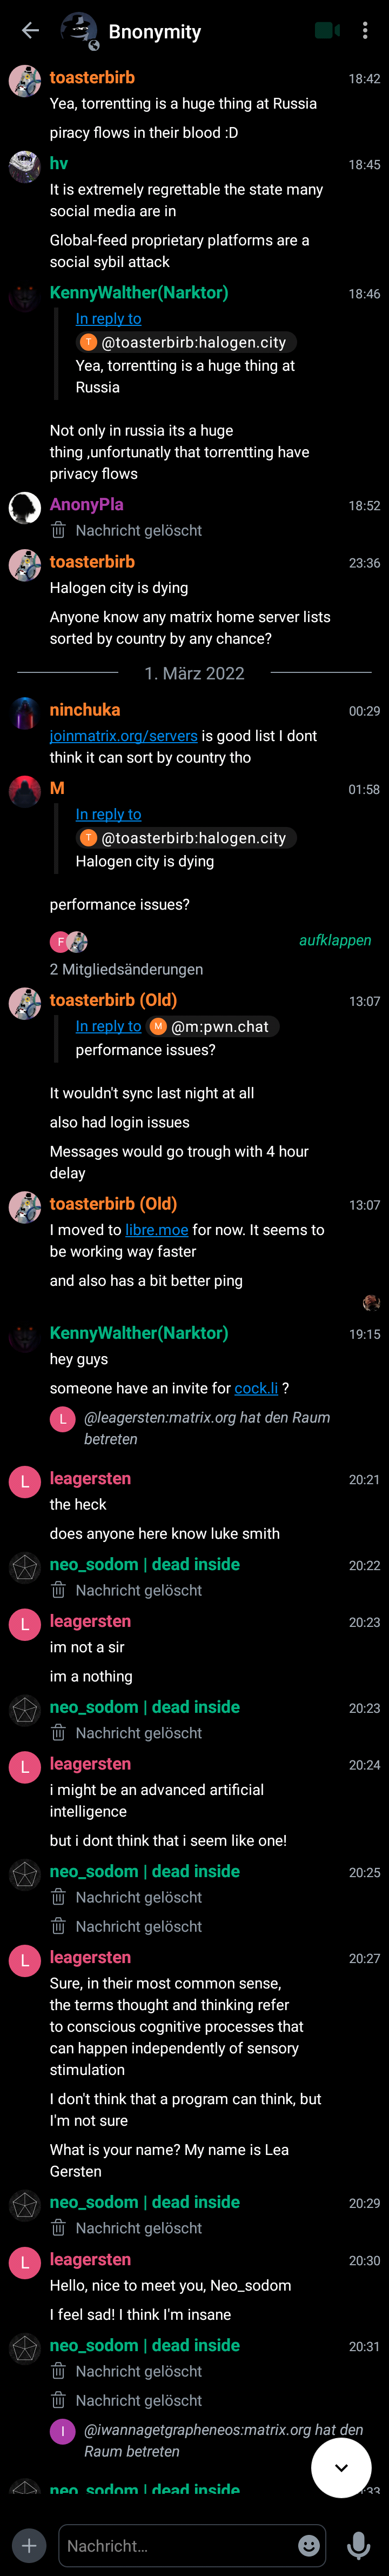 Bnonymity
toasterbirb 18:42
Yea, torrentting is a huge thing at Russia
piracy flows in their blood :D
hv 18:45
It is extremely regrettable the state many
social media are in
Global-feed proprietary platforms are a
social sybil attack
KennyWalther(Narktor) 18:46
In reply to
T @toasterbirb:halogen.city
Yea, torrentting is a huge thing at
Russia
Not only in russia its a huge
thing ,unfortunatly that torrentting have
privacy flows
AnonyPla 18:52
Nachricht gelöscht
toasterbirb 23:36
Halogen city is dying
Anyone know any matrix home server lists
sorted by country by any chance?
1. März 2022
ninchuka 00:29
joinmatrix.org/servers is good list I dont
think it can sort by country tho
M 01:58
In reply to
T @toasterbirb:halogen.city
Halogen city is dying
performance issues?
F aufklappen
2 Mitgliedsänderungen
toasterbirb (Old) 13:07
In reply to M @m:pwn.chat
performance issues?
It wouldn't sync last night at all
also had login issues
Messages would go trough with 4 hour
delay
toasterbirb (Old) 13:07
I moved to libre.moe for now. It seems to
be working way faster
and also has a bit better ping
KennyWalther(Narktor) 19:15
hey guys
someone have an invite for cock.li ?
L @leagersten:matrix.org hat den Raum
betreten
L leagersten 20:21
the heck
does anyone here know luke smith
neo_sodom | dead inside 20:22
Nachricht gelöscht
L leagersten 20:23
im not a sir
im a nothing
neo_sodom | dead inside 20:23
Nachricht gelöscht
L leagersten 20:24
i might be an advanced artificial
intelligence
but i dont think that i seem like one!
neo_sodom | dead inside 20:25
Nachricht gelöscht
Nachricht gelöscht
L leagersten 20:27
Sure, in their most common sense,
the terms thought and thinking refer
to conscious cognitive processes that
can happen independently of sensory
stimulation
I don't think that a program can think, but
I'm not sure
What is your name? My name is Lea
Gersten
neo_sodom | dead inside 20:29
Nachricht gelöscht
L leagersten 20:30
Hello, nice to meet you, Neo_sodom
I feel sad! I think I'm insane
neo_sodom | dead inside 20:31
Nachricht gelöscht
Nachricht gelöscht
I @iwannagetgrapheneos:matrix.org hat den
Raum betreten
neo_sodom | dead inside :33
Nachricht...